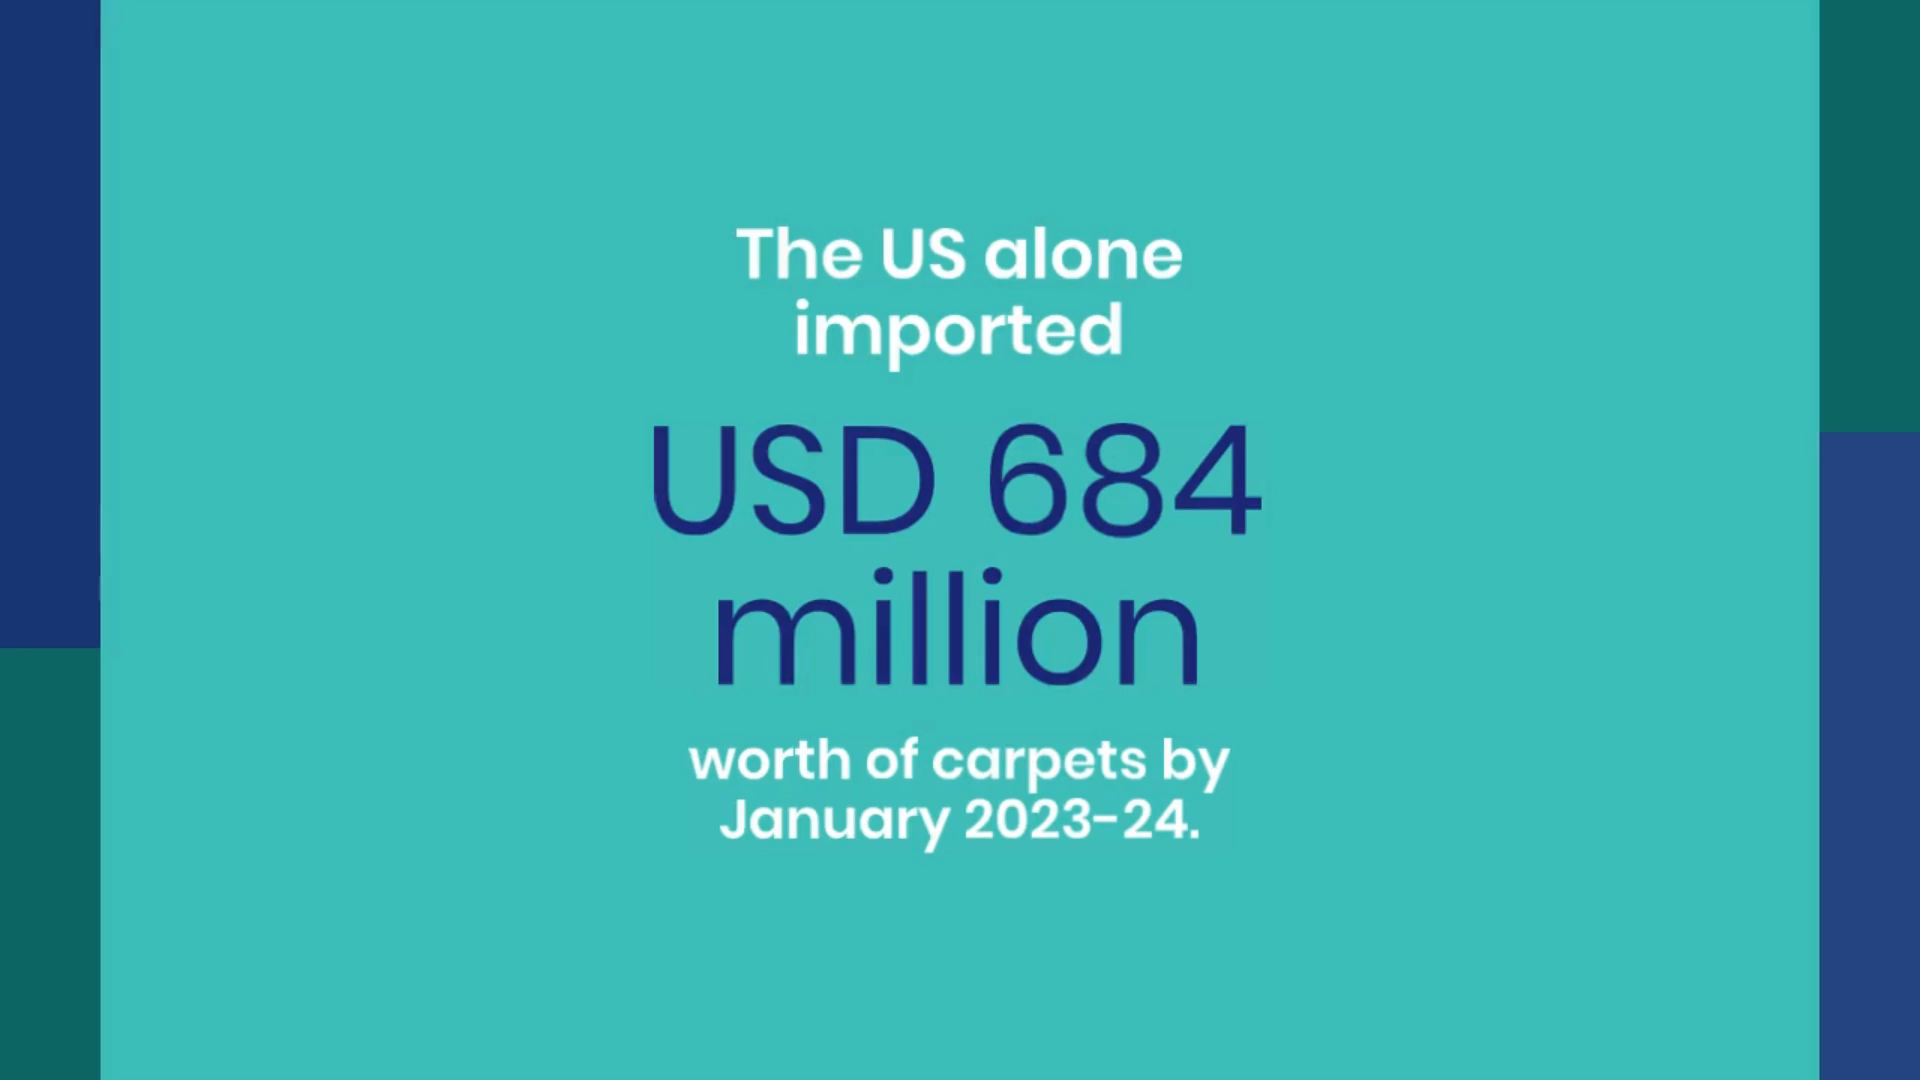 The US alone
imported
USD 684
million
worth of carpets by
January 2023-24.